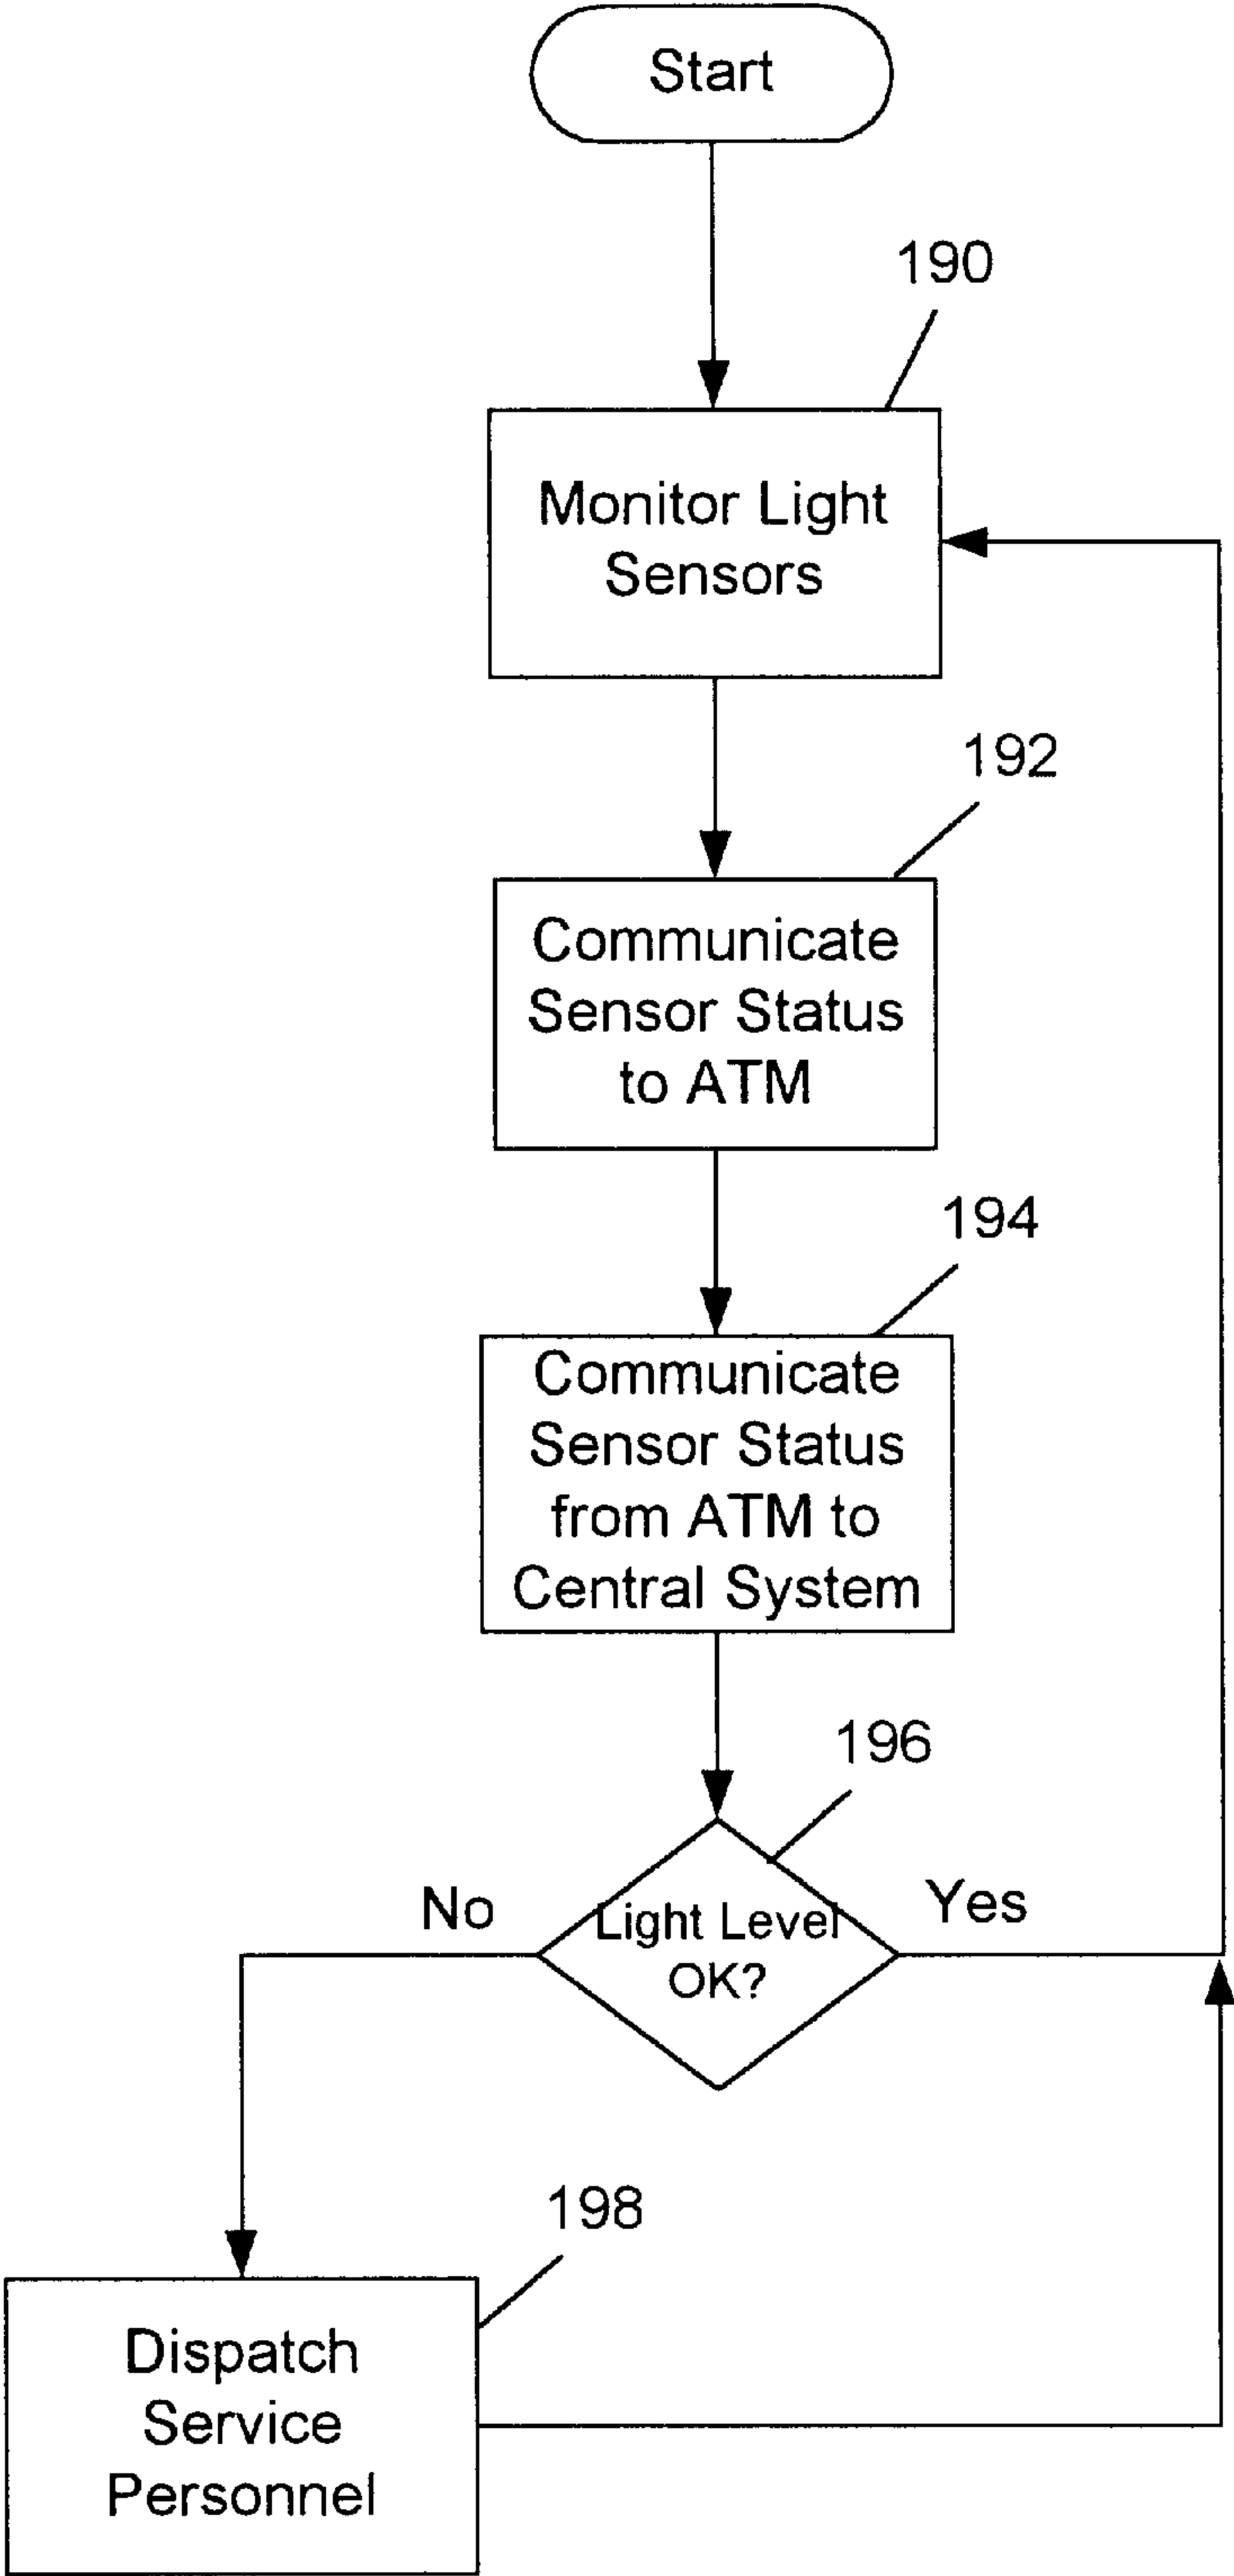 Start
190
Monitor Light
Sensors
192
Communicate
Sensor Status
to ATM
194
Communicate
Sensor Status
from ATM to
Central System
196
No
Light Level
OK?
Yes
198
Dispatch
Service
Personnel